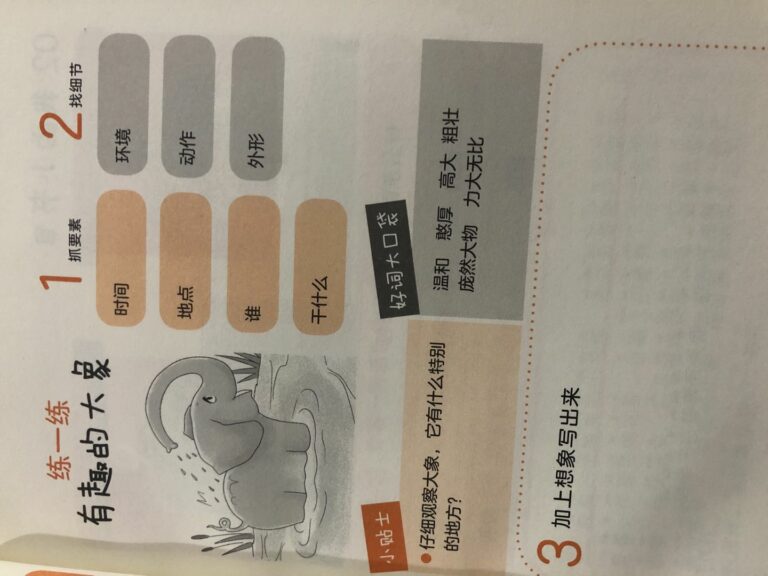 练一练
有趣的大象
1 抓要素
时间
地点
谁
干什么
2 找细节
环境
动作
外形
小贴士
仔细观察大象，它有什么特别
的地方？
好词大口袋
温和 憨厚 高大 粗壮
庞然大物 力大无比
3 加上想象写出来